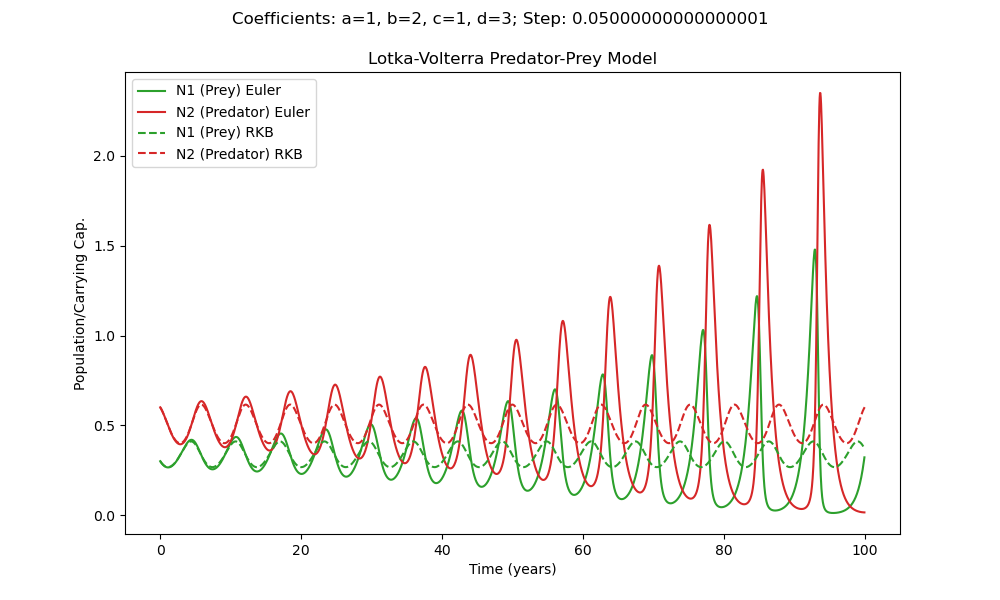 Coefficients: a=1, b=2, c=1, d=3; Step: 0.05000000000000001
Lotka-Volterra Predator-Prey Model
N1 (Prey) Euler
N2 (Predator) Euler
N1 (Prey) RKB
N2 (Predator) RKB
Population/Carrying Cap.
2.0
1.5
1.0
0.5
0.0
0 20 40 60 80 100
Time (years)